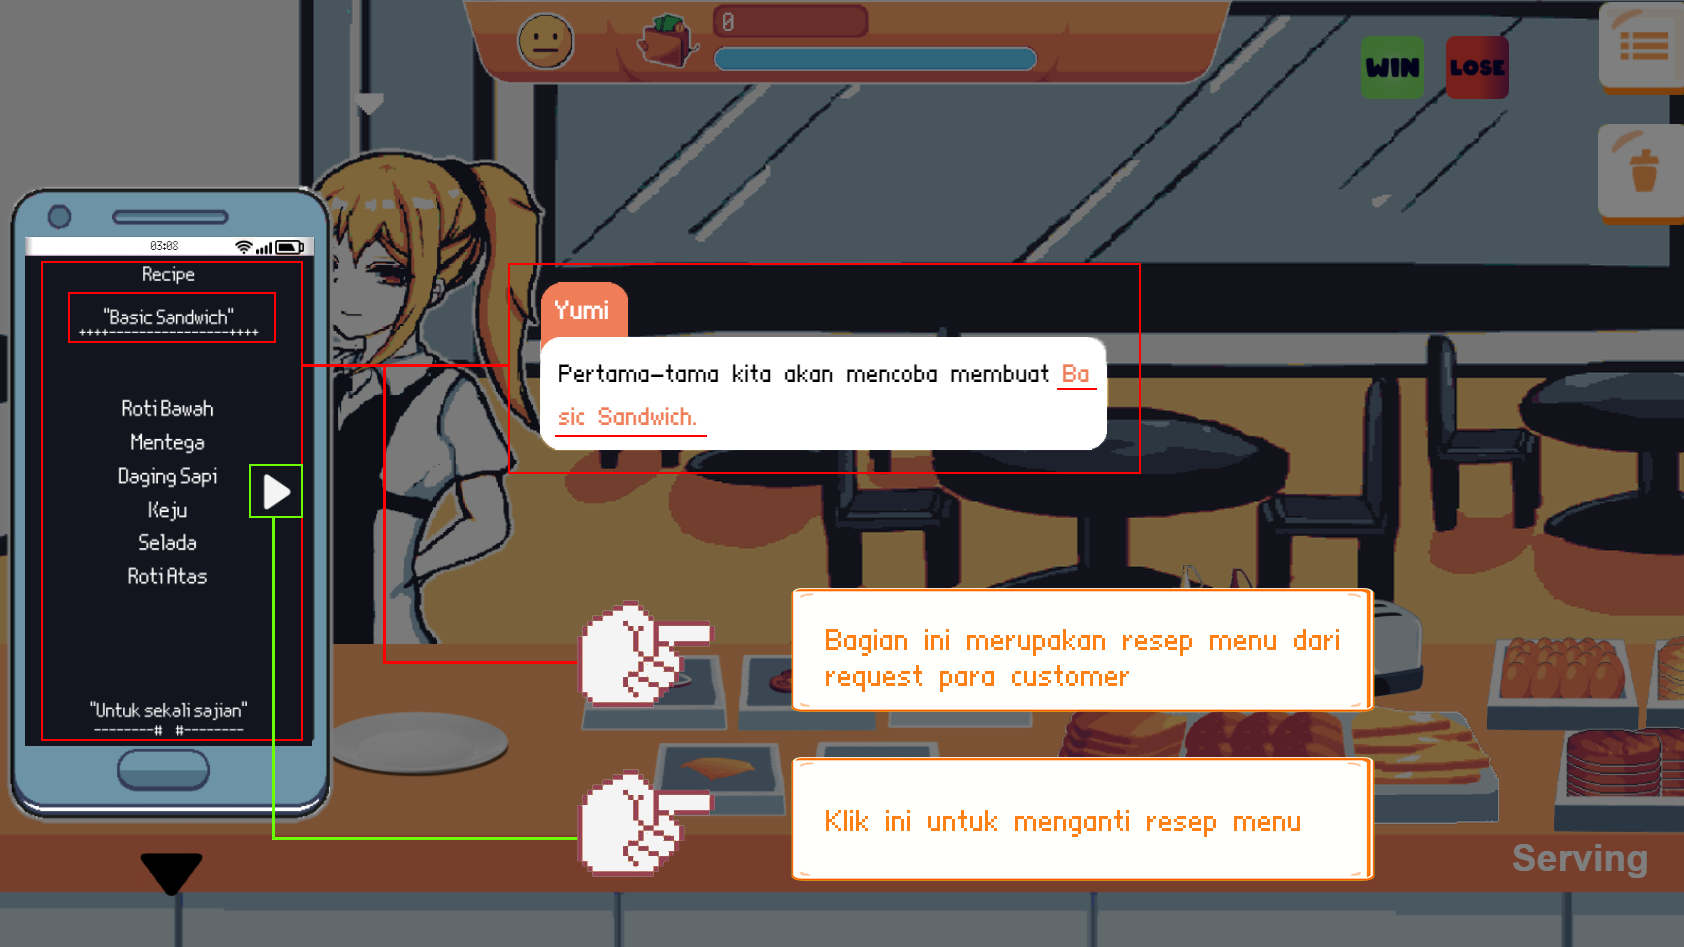 0
WIN
LOSE
03:08
Recipe
"Basic Sandwich"
++++------------------++++
Roti Bawah
Mentega
Daging Sapi
Keju
Selada
Roti Atas
"Untuk sekali sajian"
--------# #--------
Yumi
Pertama-tama kita akan mencoba membuat Ba
sic Sandwich.
Bagian ini merupakan resep menu dari
request para customer
Klik ini untuk menganti resep menu
Serving